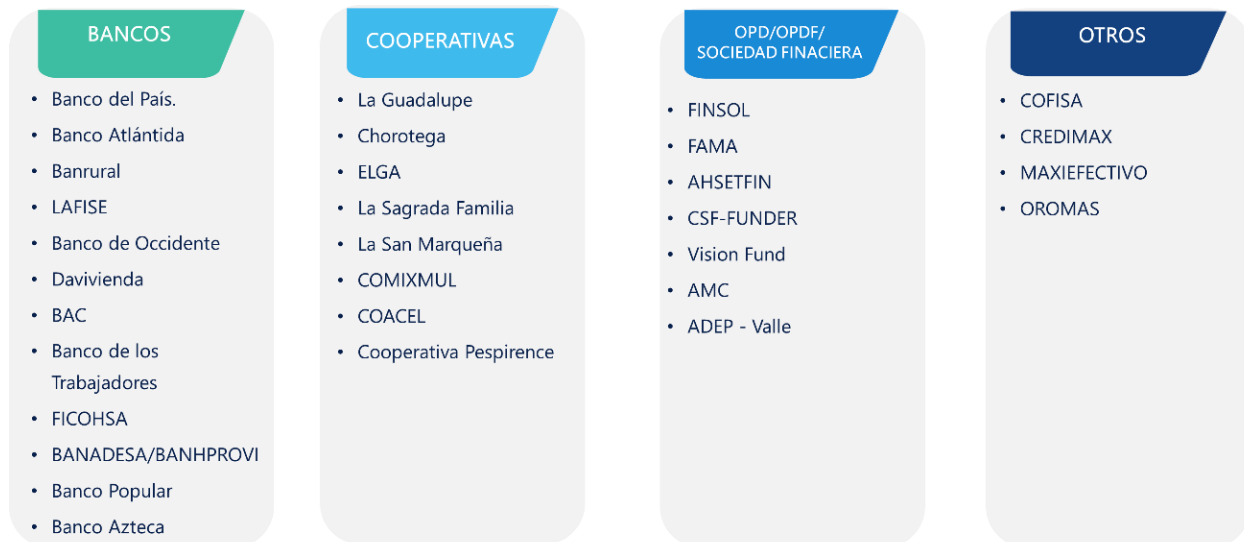 BANCOS
• Banco del País.
• Banco Atlántida
• Banrural
• LAFISE
• Banco de Occidente
• Davivienda
• BAC
• Banco de los
Trabajadores
• FICOHSA
• BANADESA/BANHPROVI
• Banco Popular
• Banco Azteca
COOPERATIVAS
• La Guadalupe
• Chorotega
• ELGA
• La Sagrada Familia
• La San Marqueña
• COMIXMUL
• COACEL
• Cooperativa Pespirence
OPD/OPDF/
SOCIEDAD FINACIERA
• FINSOL
• FAMA
• AHSETFIN
• CSF-FUNDER
• Vision Fund
• AMC
• ADEP - Valle
OTROS
• COFISA
• CREDIMAX
• MAXIEFECTIVO
• OROMAS